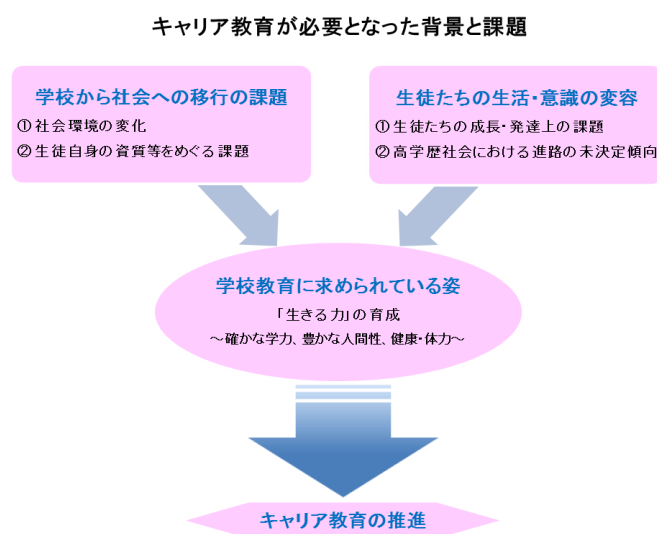 キャリア教育が必要となった背景と課題
学校から社会への移行の課題
①社会環境の変化
②生徒自身の資質等をめぐる課題
生徒たちの生活・意識の変容
①生徒たちの成長・発達上の課題
②高学歴社会における進路の未決定傾向
学校教育に求められている姿
「生きる力」の育成
～確かな学力、豊かな人間性、健康・体力～
キャリア教育の推進